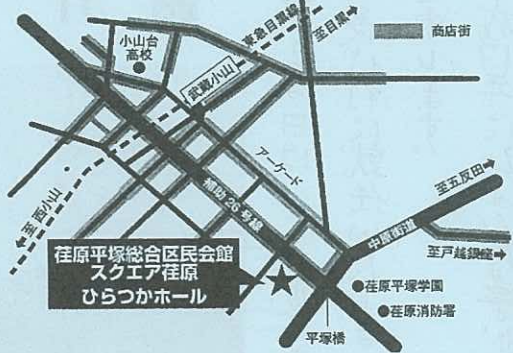 小山台
高校
東急目黒線
至目黒→
商店街
武蔵小山
アーケード
補助26号線
←至 西小山
至五反田→
中原街道
至戸越銀座→
荏原平塚総合区民会館
スクエア荏原
ひらつかホール
●荏原平塚学園
●荏原消防署
平塚橋